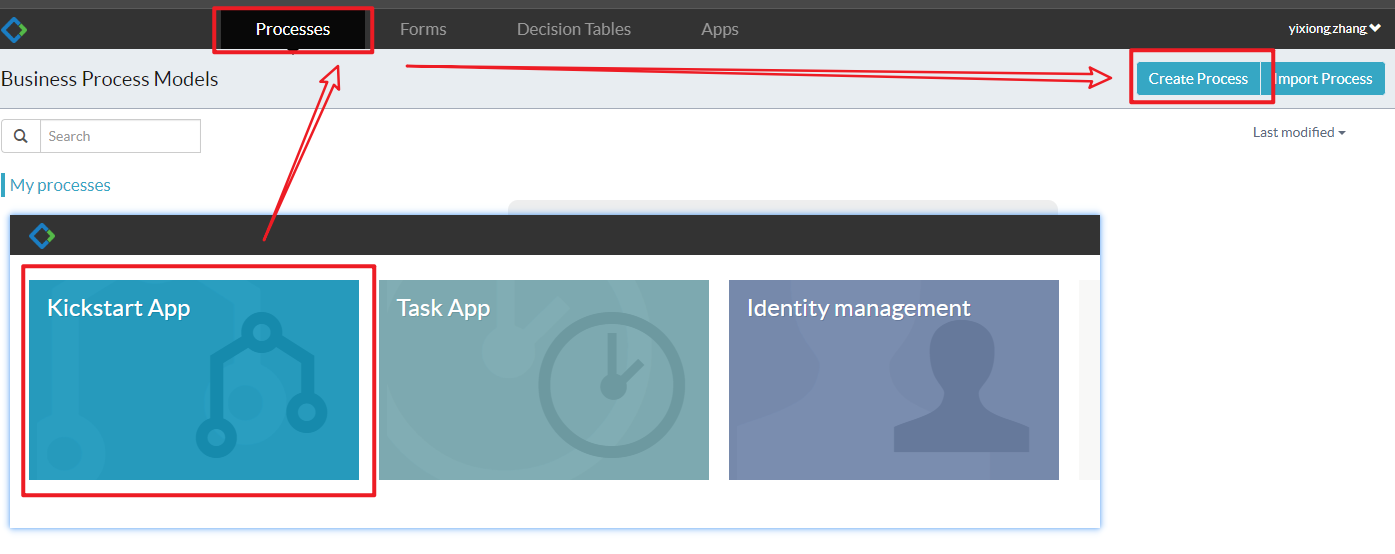 Processes Forms Decision Tables Apps yixiong.zhang
Business Process Models Create Process Import Process
Search Last modified
My processes
Kickstart App Task App Identity management